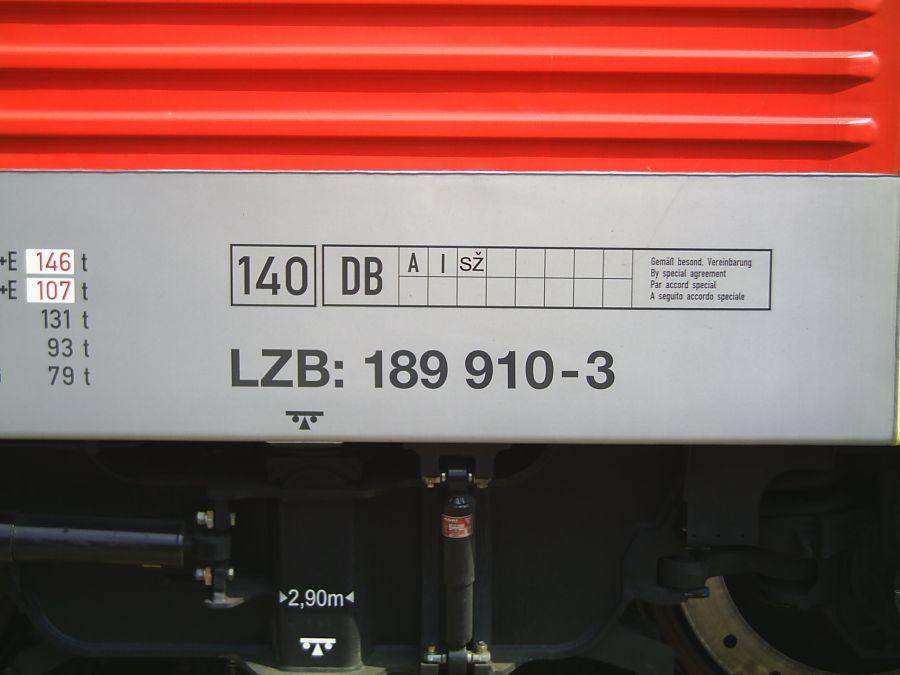 +E 146 t
+E 107 t
131 t
93 t
79 t
140 DB A I SŽ
Gemäß besond. Vereinbarung
By special agreement
Par accord special
A seguito accordo speciale
LZB: 189 910-3
2,90m